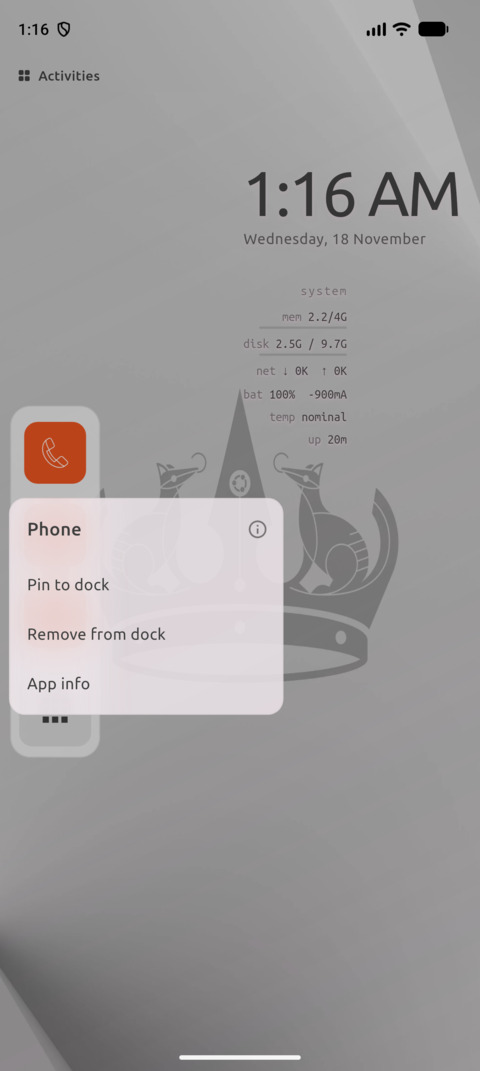 1:16
Activities
1:16 AM
Wednesday, 18 November
system
mem 2.2/4G
disk 2.5G / 9.7G
net ↓ 0K ↑ 0K
bat 100% -900mA
temp nominal
up 20m
Phone
Pin to dock
Remove from dock
App info